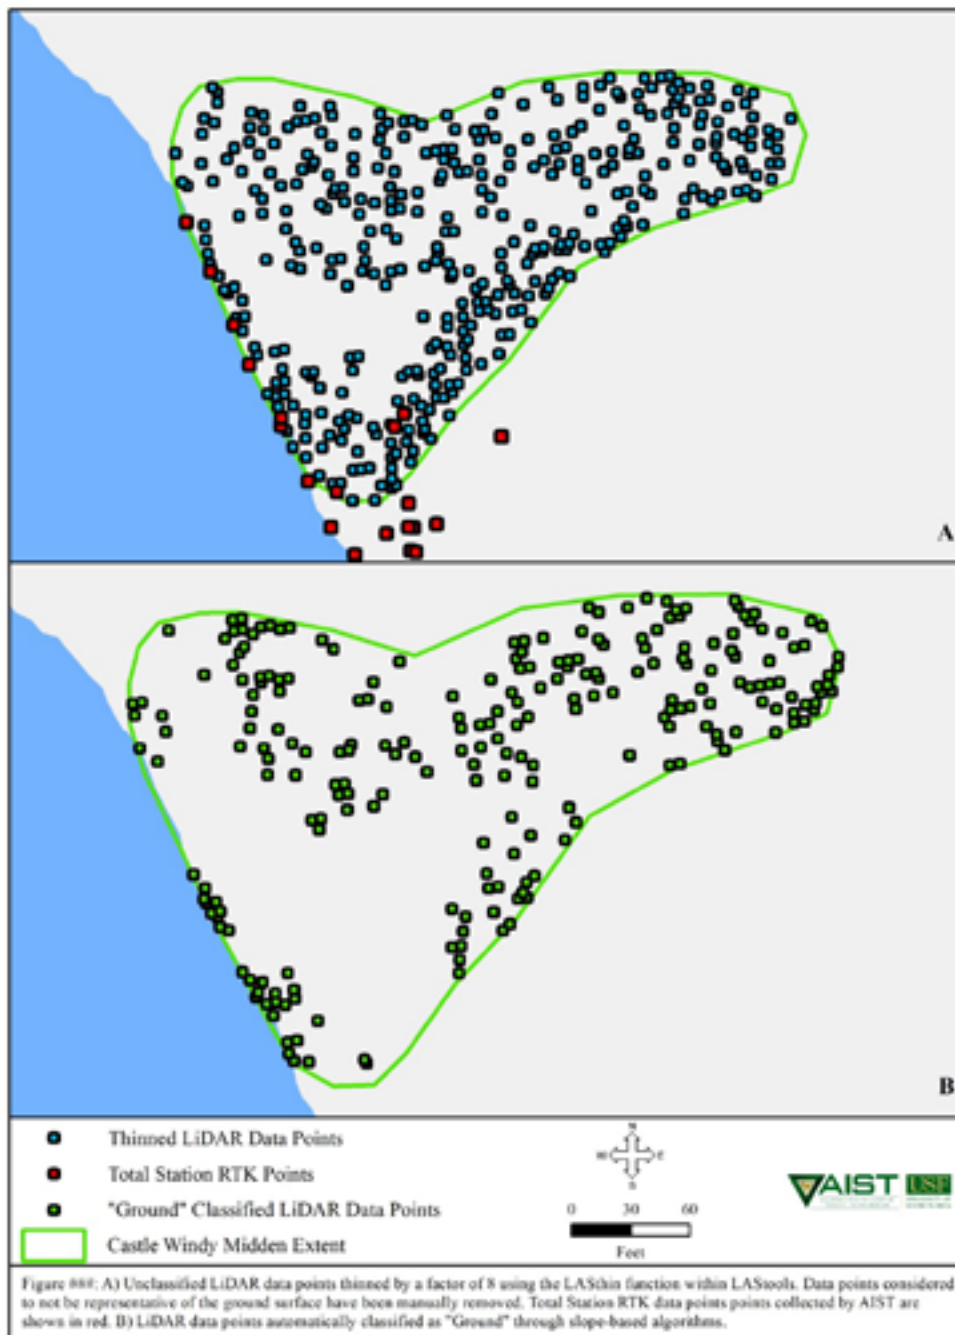 A
B
Thinned LiDAR Data Points
Total Station RTK Points
"Ground" Classified LiDAR Data Points
Castle Windy Midden Extent
N
E
S
0 30 60
Feet
AIST
USF
Figure ###: A) Unclassified LiDAR data points thinned by a factor of 8 using the LASthin function within LAStools. Data points considered
to not be representative of the ground surface have been manually removed. Total Station RTK data points points collected by AIST are
shown in red. B) LiDAR data points automatically classified as "Ground" through slope-based algorithms.